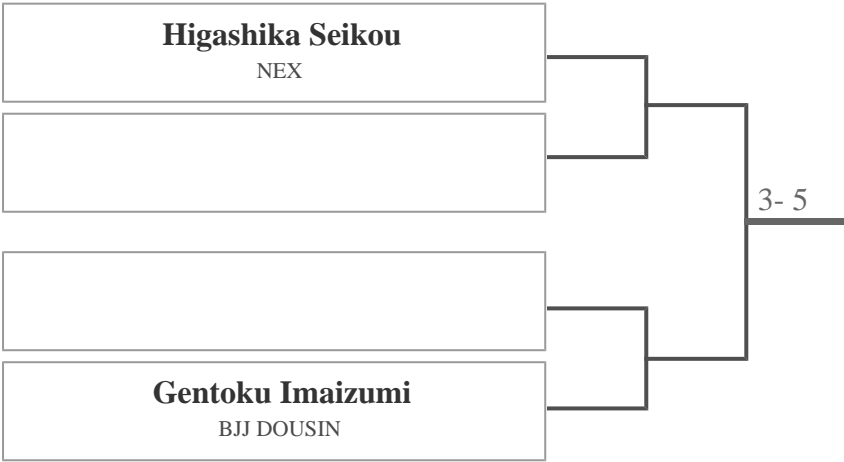 Higashika Seikou
NEX
3- 5
Gentoku Imaizumi
BJJ DOUSIN